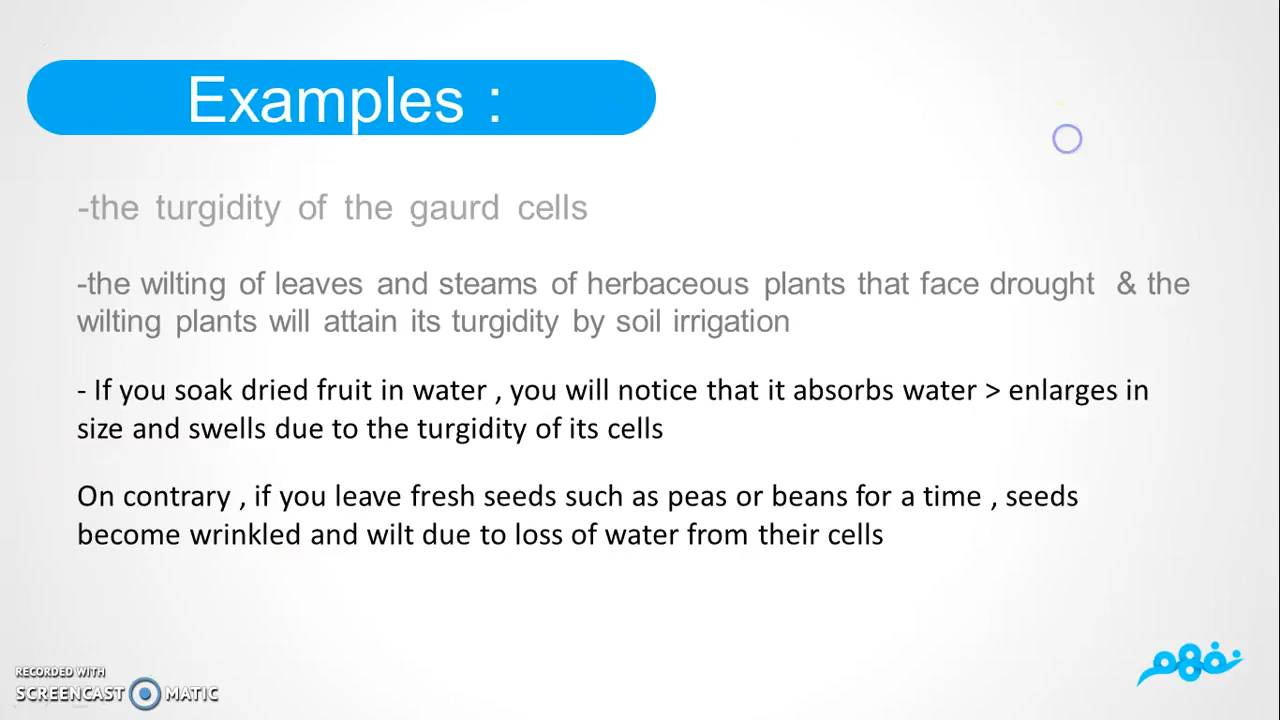 Examples :
-the turgidity of the gaurd cells
-the wilting of leaves and steams of herbaceous plants that face drought & the
wilting plants will attain its turgidity by soil irrigation
- If you soak dried fruit in water , you will notice that it absorbs water > enlarges in
size and swells due to the turgidity of its cells
On contrary , if you leave fresh seeds such as peas or beans for a time , seeds
become wrinkled and wilt due to loss of water from their cells
RECORDED WITH
SCREENCAST MATIC
نفهم